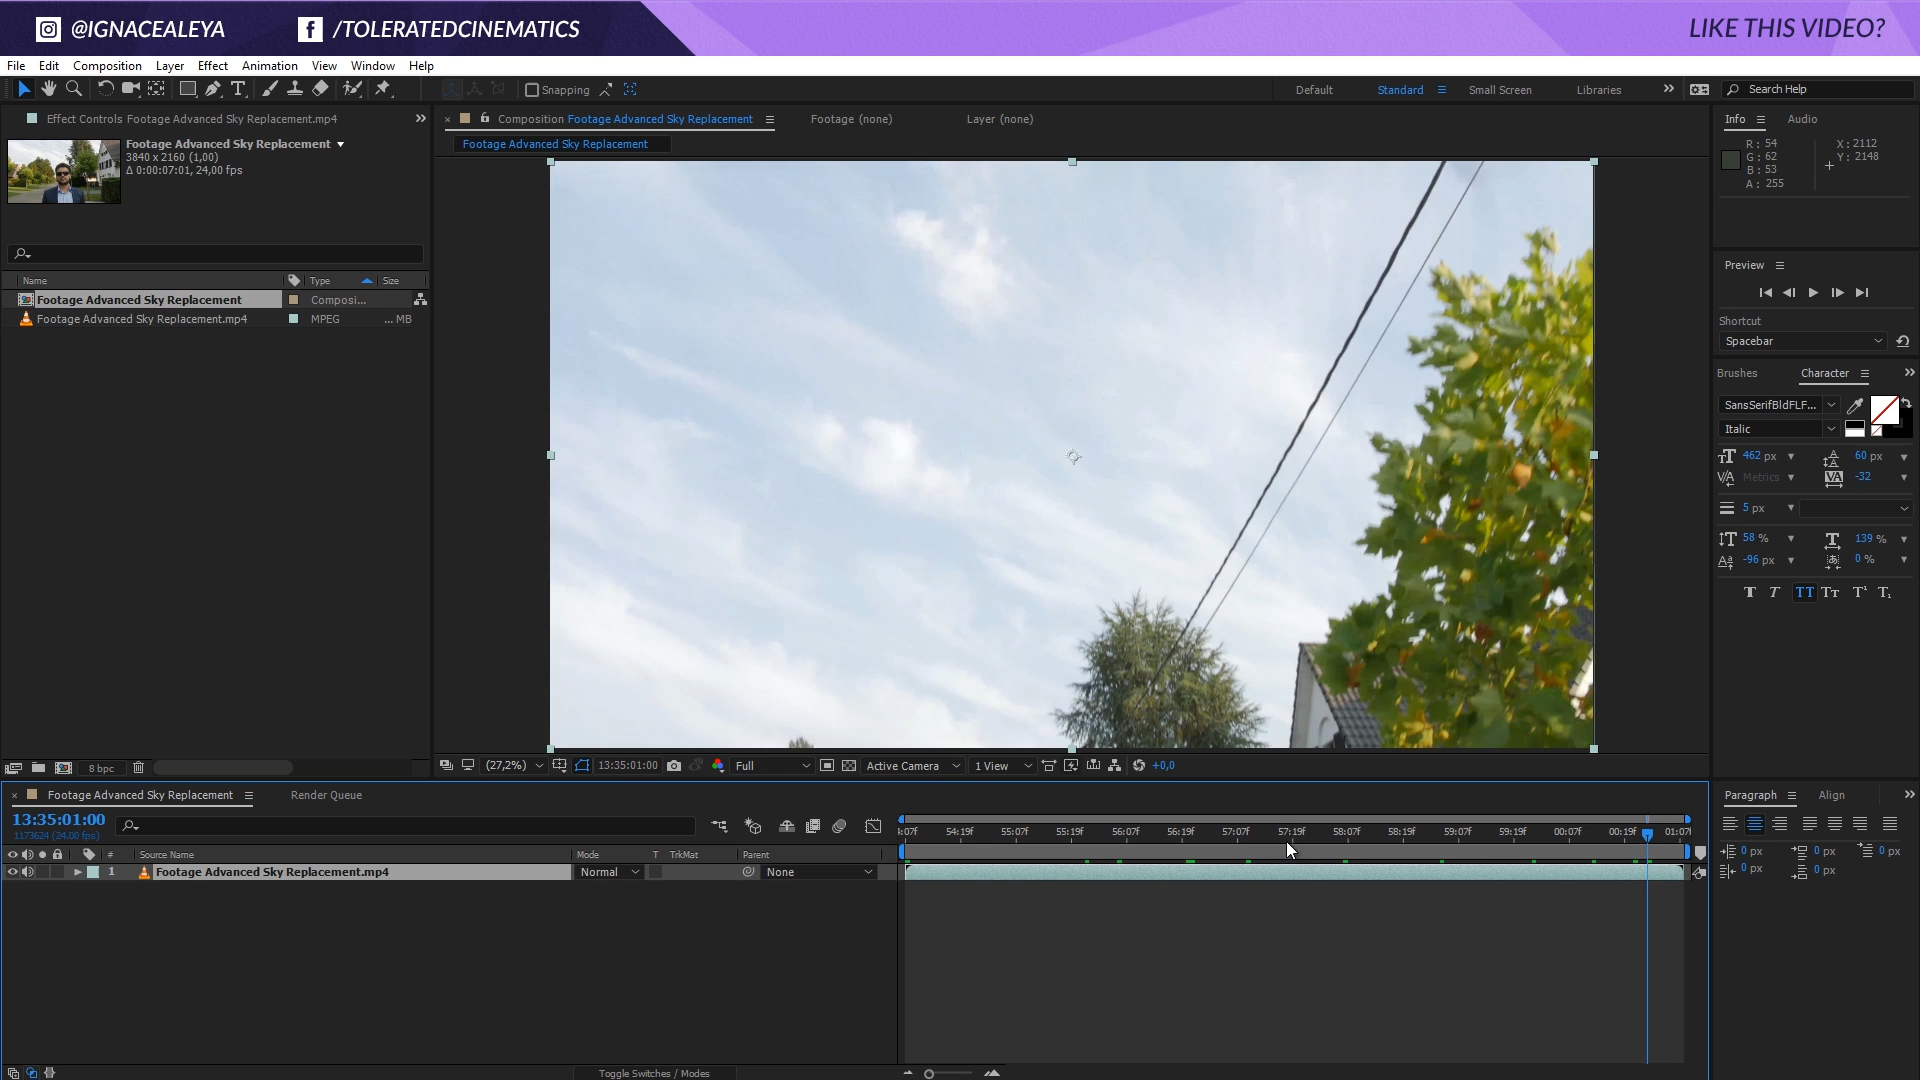 @IGNACEALEYA
/TOLERATEDCINEMATICS
LIKE THIS VIDEO?
File Edit Composition Layer Effect Animation View Window Help
Snapping
Default Standard Small Screen Libraries
Search Help
Effect Controls Footage Advanced Sky Replacement.mp4
Footage Advanced Sky Replacement
3840 x 2160 (1,00)
Δ 0:00:07:01, 24,00 fps
Name Type Size
Footage Advanced Sky Replacement Composi...
Footage Advanced Sky Replacement.mp4 MPEG ... MB
8 bpc
Composition Footage Advanced Sky Replacement
Footage (none)
Layer (none)
Footage Advanced Sky Replacement
(27,2%) 13:35:01:00 Full Active Camera 1 View +0,0
Info Audio
R: 54
G: 62
B: 53
A: 255
X: 2112
Y: 2148
Preview
Shortcut
Spacebar
Brushes Character
SansSerifBldFLF...
Italic
462 px 60 px
Metrics -32
5 px
58 % 139 %
-96 px 0 %
Footage Advanced Sky Replacement
Render Queue
13:35:01:00
1173624 (24.00 fps)
4:07f 54:19f 55:07f 55:19f 56:07f 56:19f 57:07f 57:19f 58:07f 58:19f 59:07f 59:19f 00:07f 00:19f 01:07f
# Source Name Mode T TrkMat Parent
1 Footage Advanced Sky Replacement.mp4 Normal None
Toggle Switches / Modes
Paragraph Align
0 px 0 px 0 px
0 px 0 px